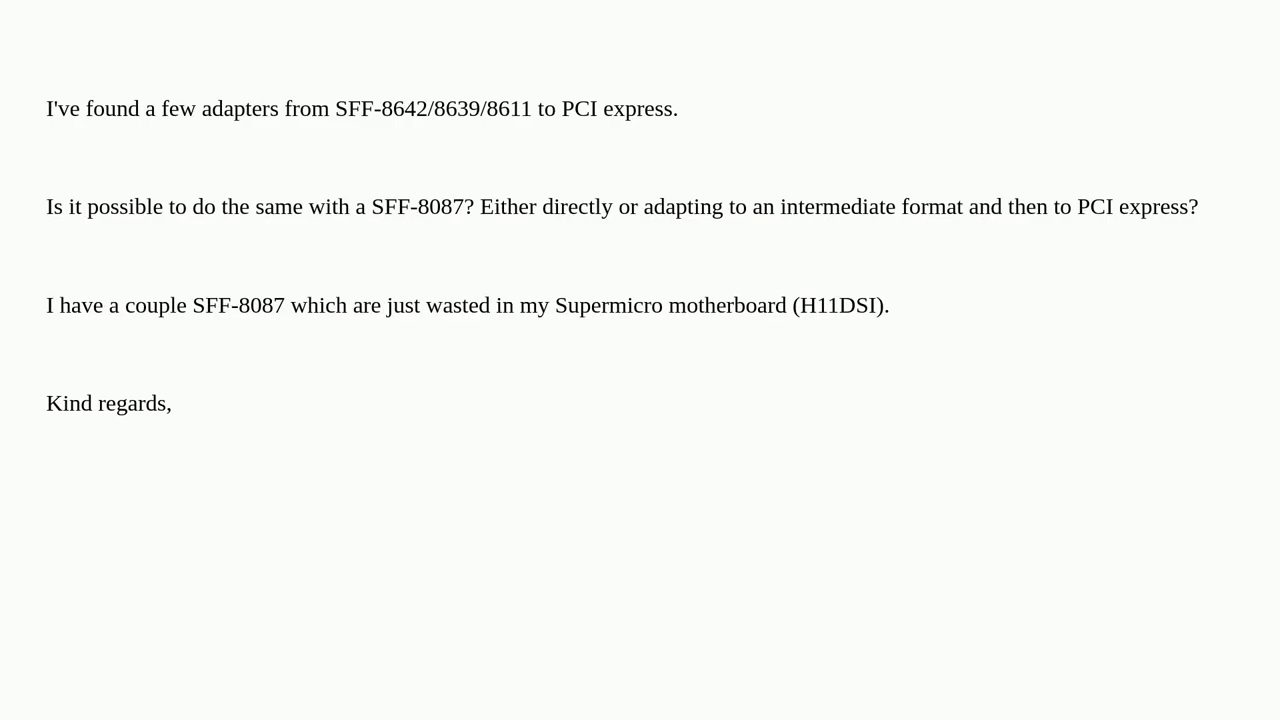 I've found a few adapters from SFF-8642/8639/8611 to PCI express.
Is it possible to do the same with a SFF-8087? Either directly or adapting to an intermediate format and then to PCI express?
I have a couple SFF-8087 which are just wasted in my Supermicro motherboard (H11DSI).
Kind regards,